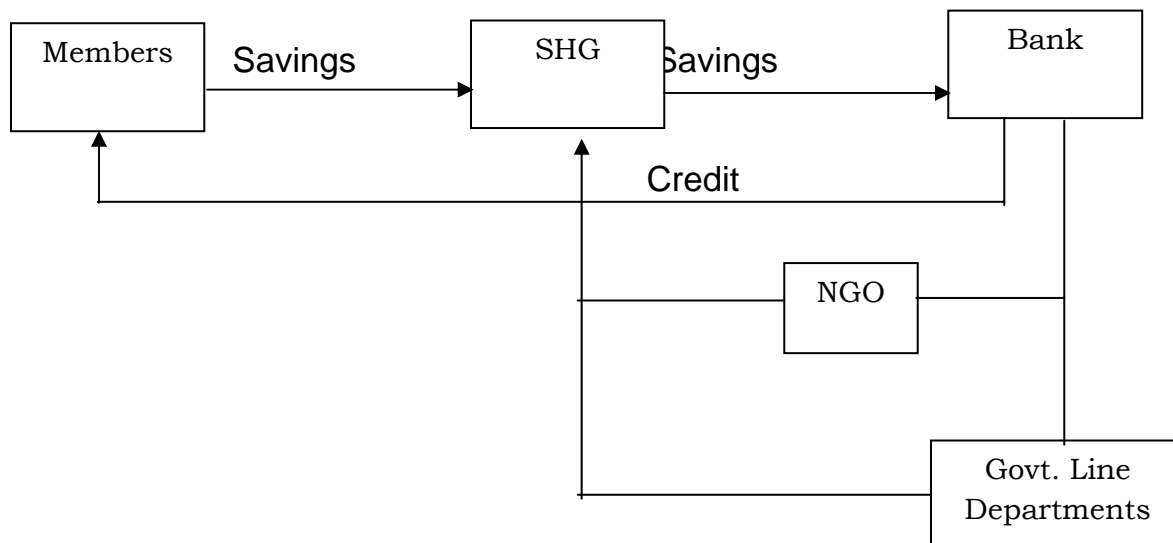 Members
Savings
SHG
Savings
Bank
Credit
NGO
Govt. Line
Departments